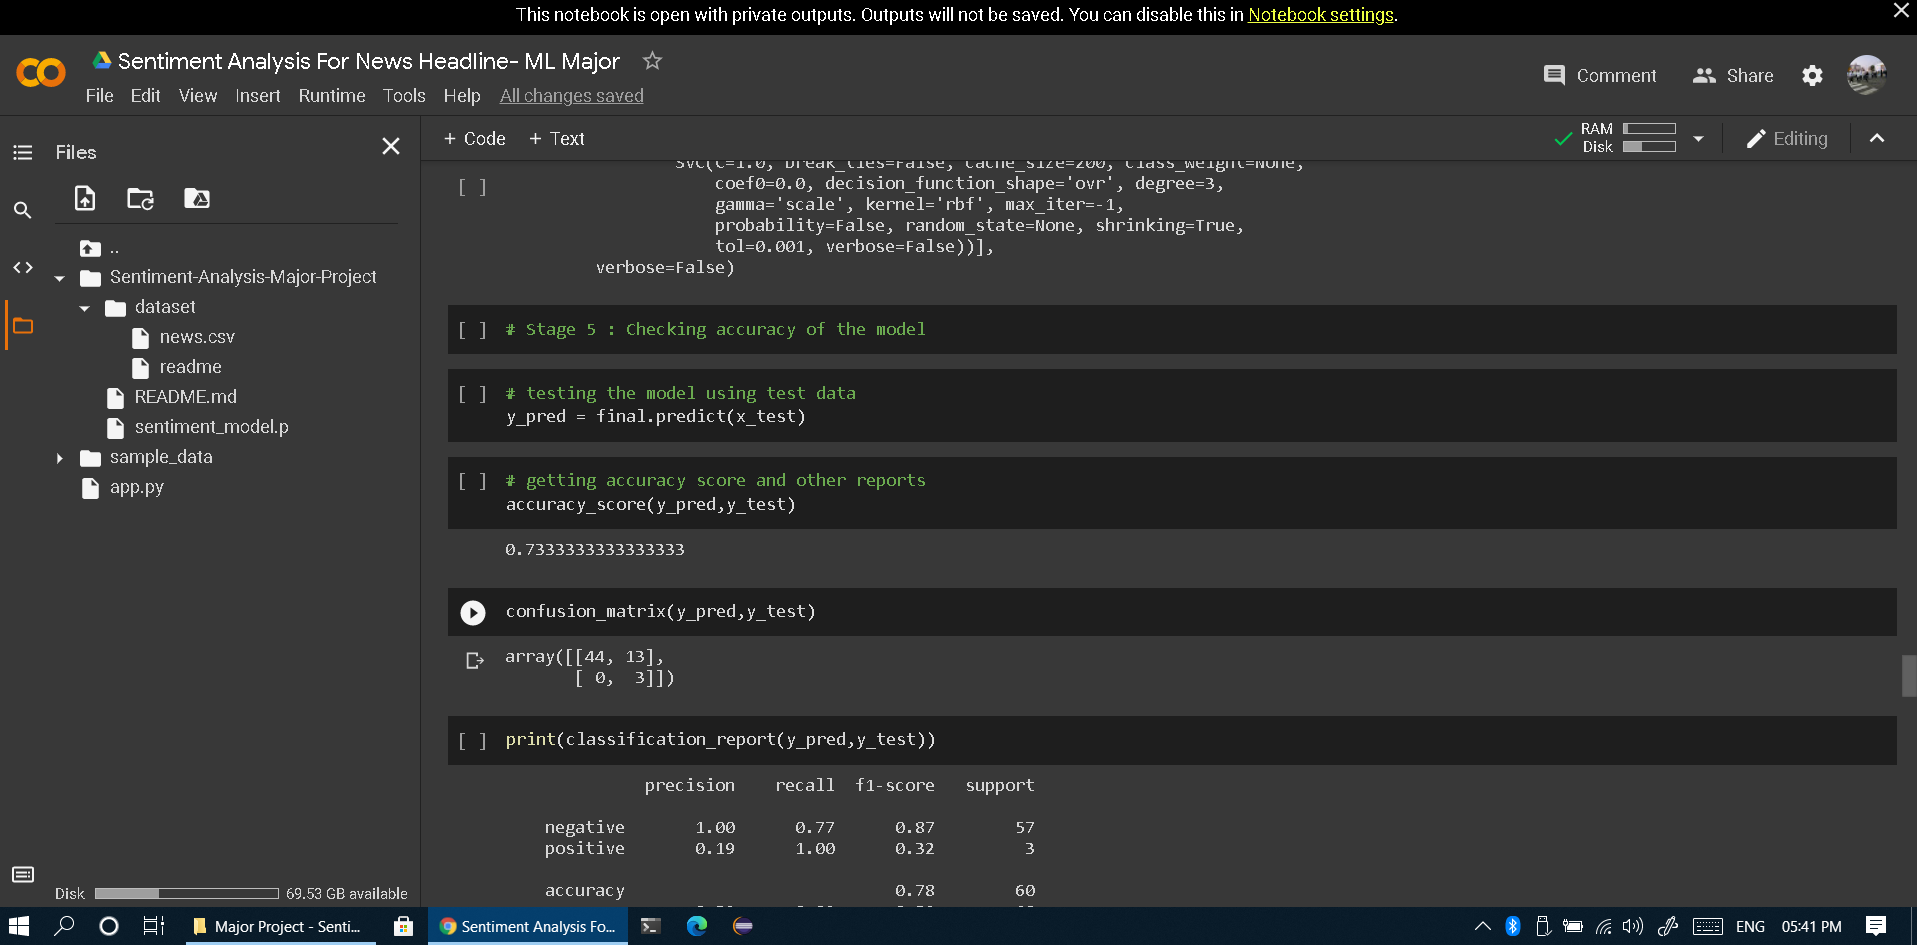 This notebook is open with private outputs. Outputs will not be saved. You can disable this in Notebook settings.
Sentiment Analysis For News Headline- ML Major
File Edit View Insert Runtime Tools Help All changes saved
Comment Share
Files
+ Code + Text
RAM
Disk
Editing
SVC(C=1.0, break_ties=False, cache_size=200, class_weight=None,
[ ] coef0=0.0, decision_function_shape='ovr', degree=3,
gamma='scale', kernel='rbf', max_iter=-1,
probability=False, random_state=None, shrinking=True,
tol=0.001, verbose=False))],
verbose=False)
..
Sentiment-Analysis-Major-Project
dataset
news.csv
readme
README.md
sentiment_model.p
sample_data
app.py
[ ] # Stage 5 : Checking accuracy of the model
[ ] # testing the model using test data
y_pred = final.predict(x_test)
[ ] # getting accuracy score and other reports
accuracy_score(y_pred,y_test)
0.7333333333333333
confusion_matrix(y_pred,y_test)
array([[44, 13],
[ 0, 3]])
[ ] print(classification_report(y_pred,y_test))
precision recall f1-score support
negative 1.00 0.77 0.87 57
positive 0.19 1.00 0.32 3
accuracy 0.78 60
Disk 69.53 GB available
Major Project - Senti... Sentiment Analysis Fo... ENG 05:41 PM